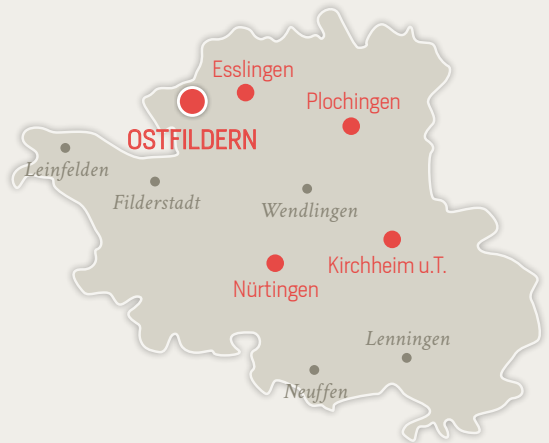 Esslingen
Plochingen
OSTFILDERN
Leinfelden
Filderstadt
Wendlingen
Kirchheim u.T.
Nürtingen
Lenningen
Neuffen